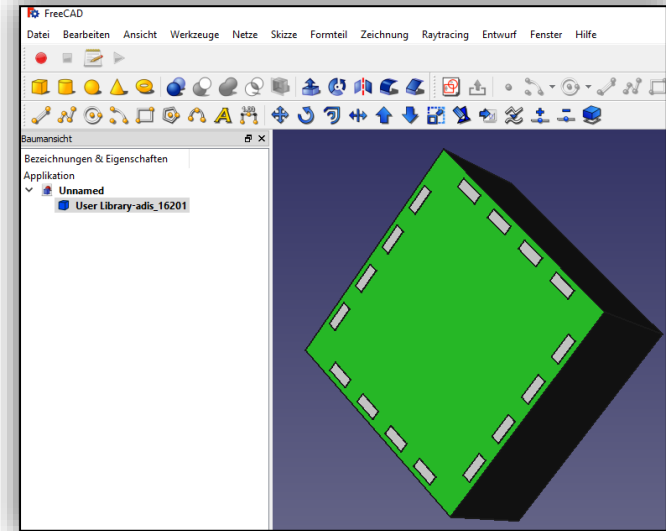 FreeCAD
Datei Bearbeiten Ansicht Werkzeuge Netze Skizze Formteil Zeichnung Raytracing Entwurf Fenster Hilfe
Baumansicht
Bezeichnungen & Eigenschaften
Applikation
Unnamed
User Library-adis_16201